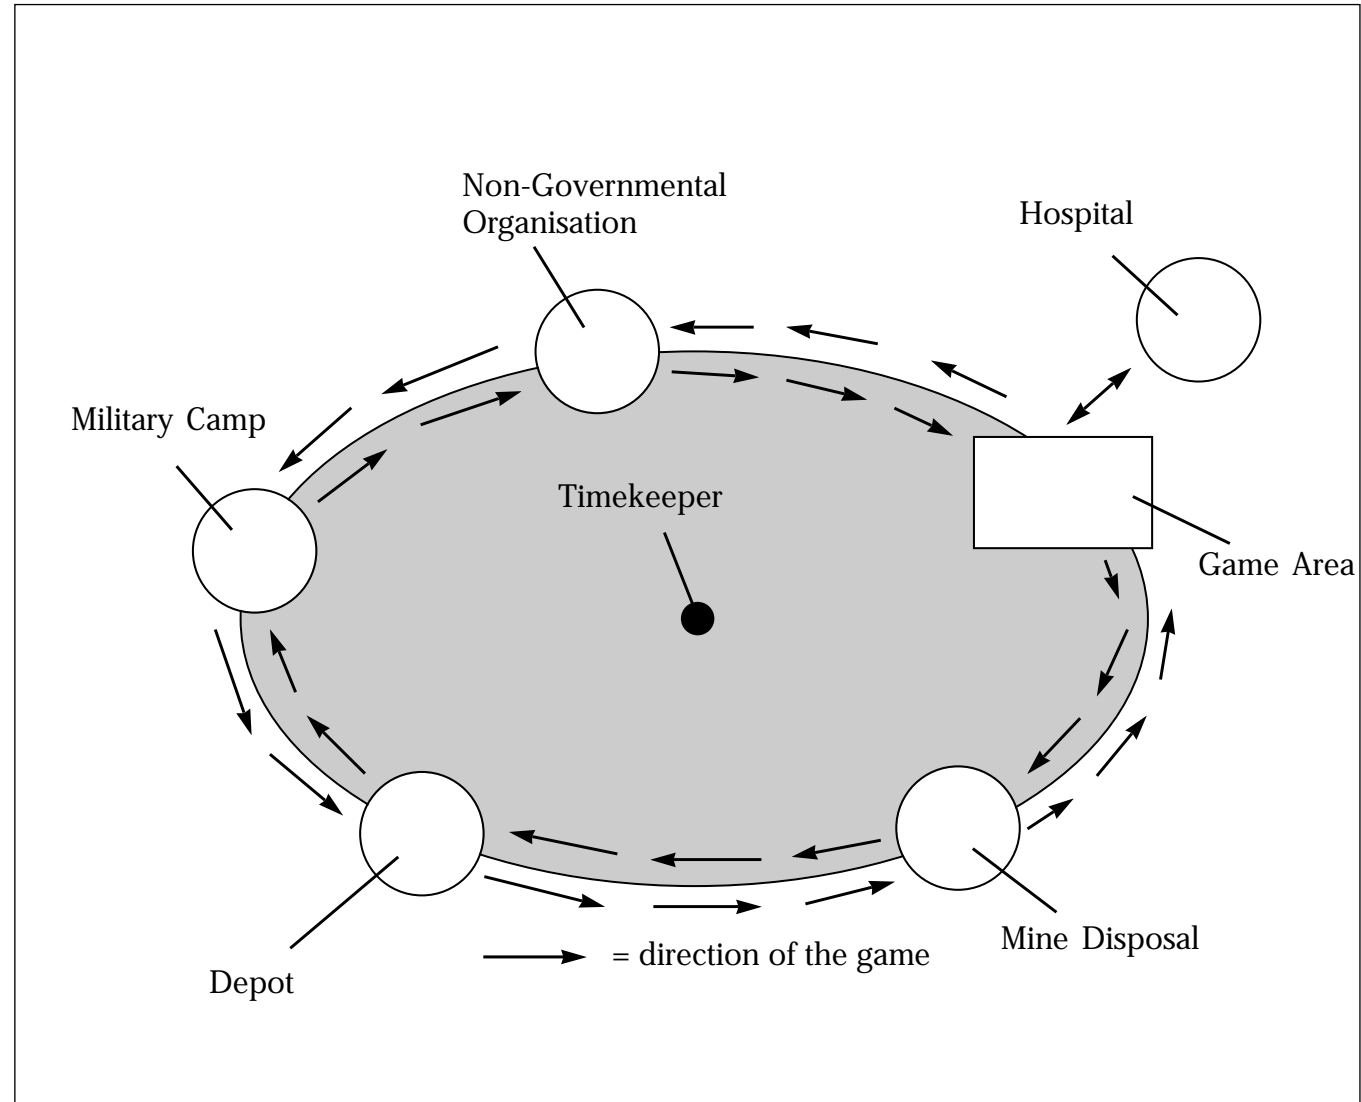 Non-Governmental
Organisation
Hospital
Military Camp
Timekeeper
Game Area
Mine Disposal
= direction of the game
Depot